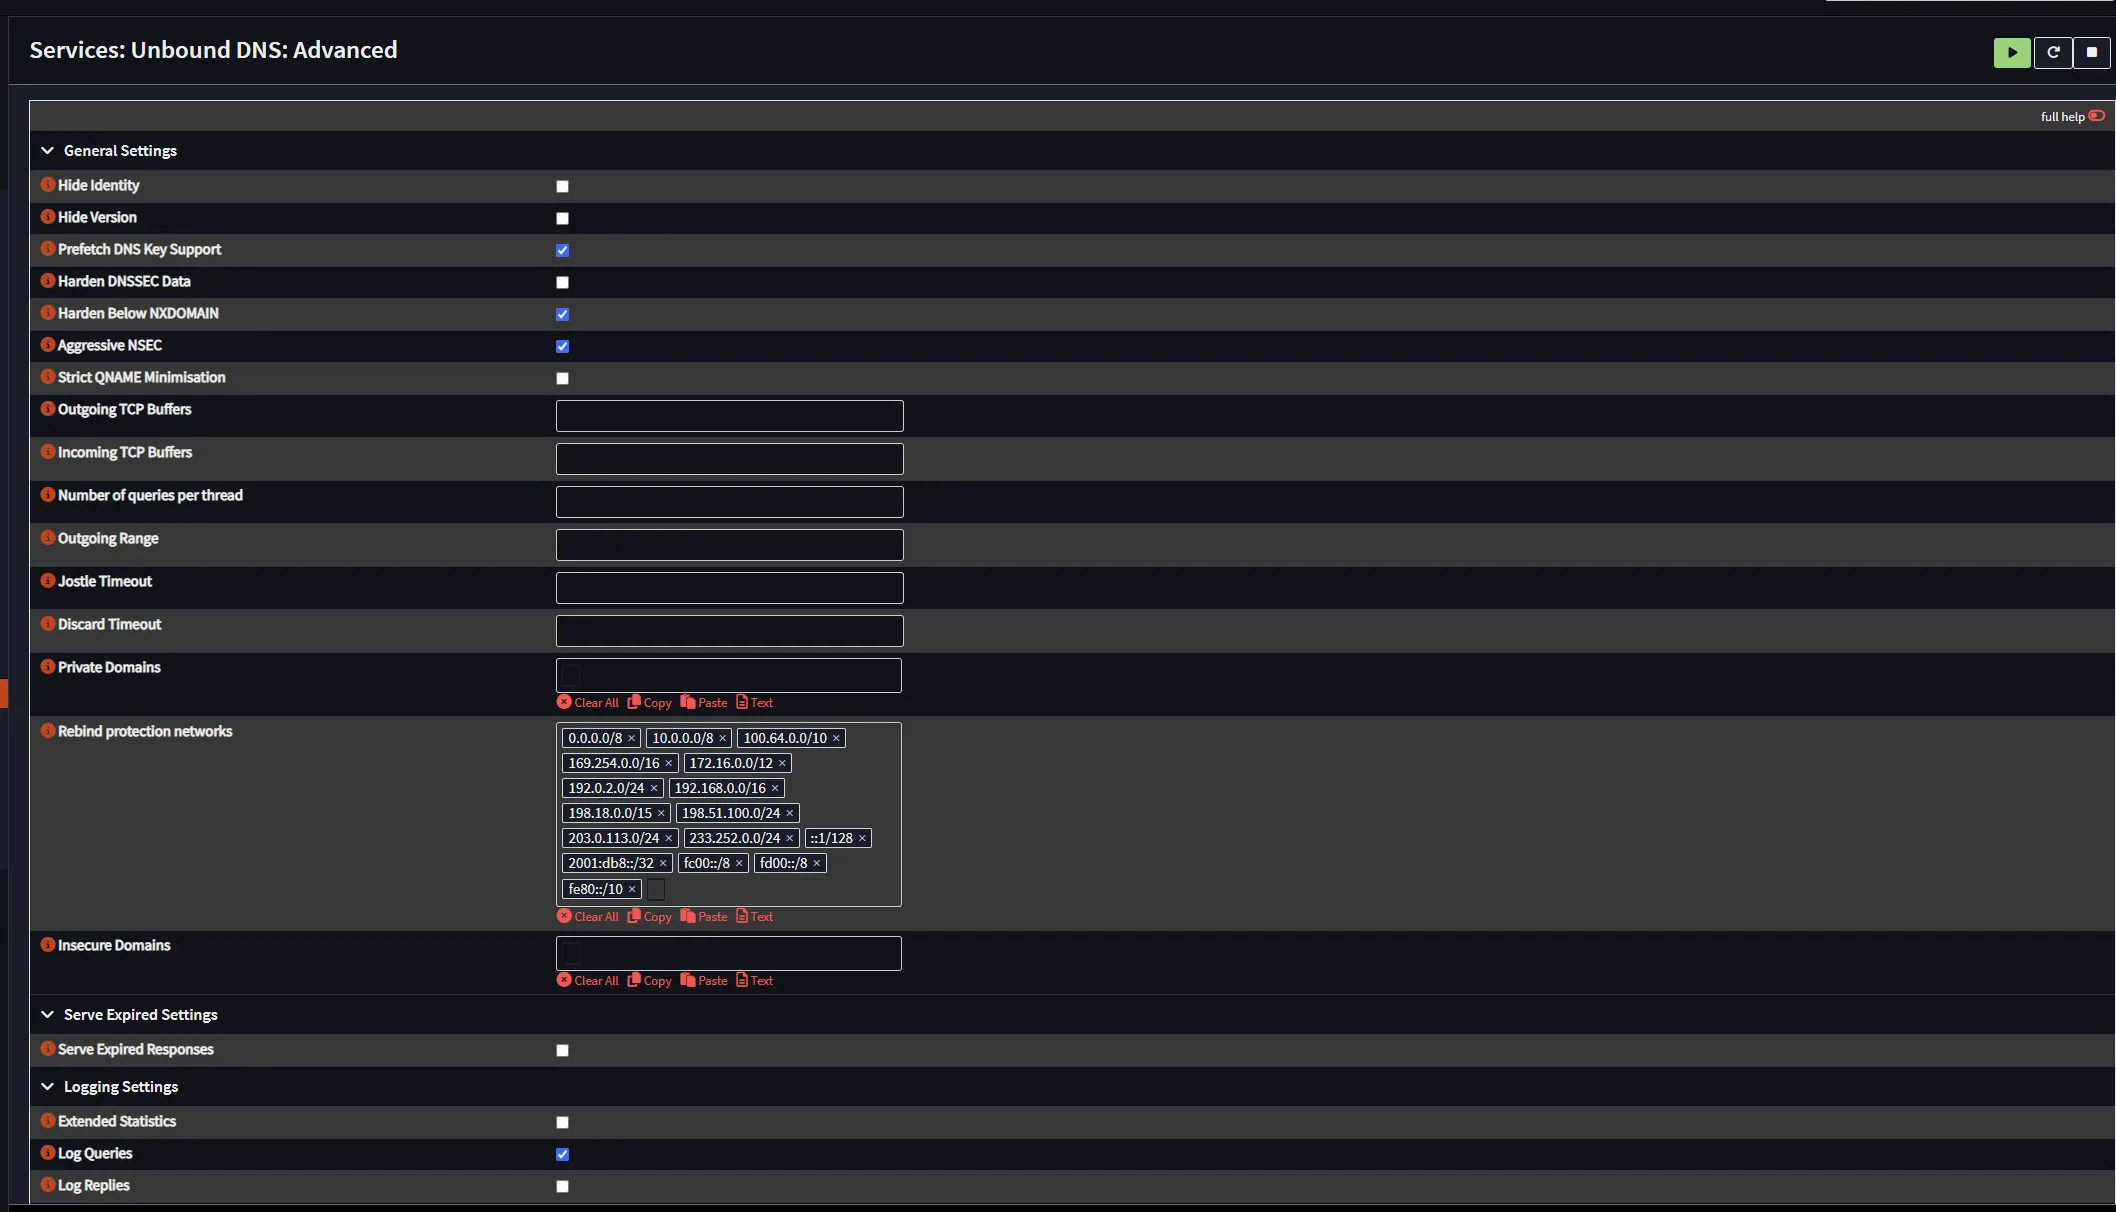 Services: Unbound DNS: Advanced
full help
General Settings
Hide Identity
Hide Version
Prefetch DNS Key Support
Harden DNSSEC Data
Harden Below NXDOMAIN
Aggressive NSEC
Strict QNAME Minimisation
Outgoing TCP Buffers
Incoming TCP Buffers
Number of queries per thread
Outgoing Range
Jostle Timeout
Discard Timeout
Private Domains
Clear All Copy Paste Text
Rebind protection networks
0.0.0.0/8 × 10.0.0.0/8 × 100.64.0.0/10 ×
169.254.0.0/16 × 172.16.0.0/12 ×
192.0.2.0/24 × 192.168.0.0/16 ×
198.18.0.0/15 × 198.51.100.0/24 ×
203.0.113.0/24 × 233.252.0.0/24 × ::1/128 ×
2001:db8::/32 × fc00::/8 × fd00::/8 ×
fe80::/10 ×
Clear All Copy Paste Text
Insecure Domains
Clear All Copy Paste Text
Serve Expired Settings
Serve Expired Responses
Logging Settings
Extended Statistics
Log Queries
Log Replies